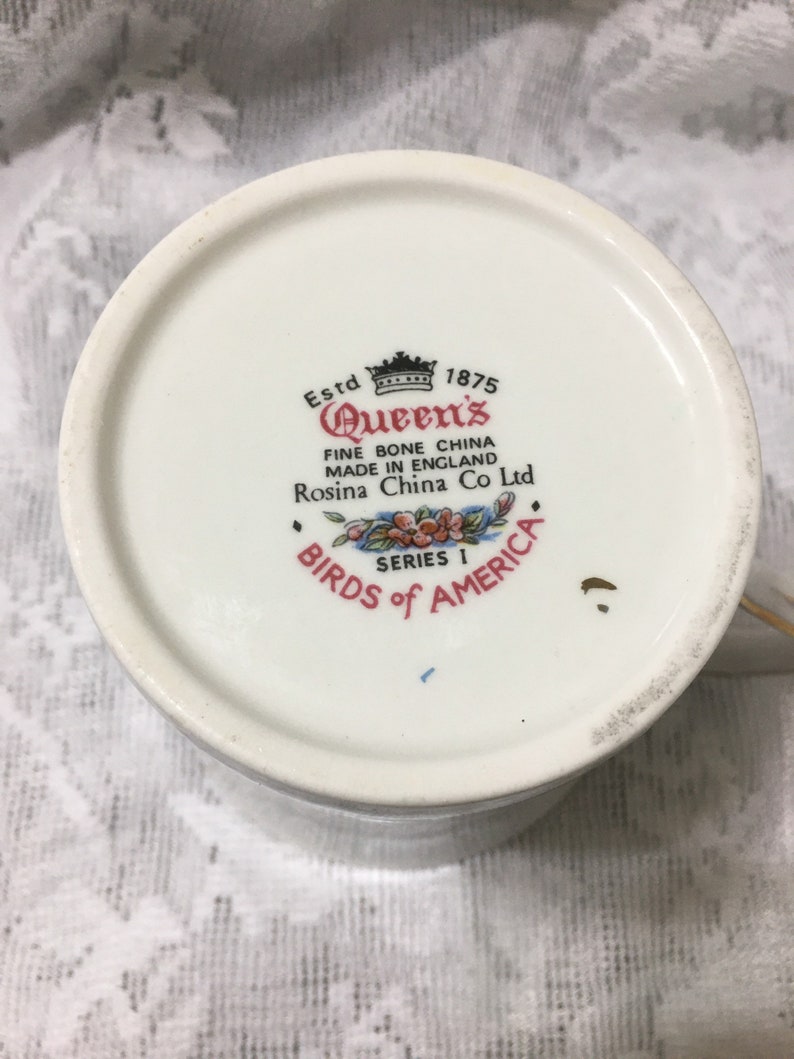 Estd 1875
Queen's
FINE BONE CHINA
MADE IN ENGLAND
Rosina China Co Ltd
SERIES I
BIRDS of AMERICA